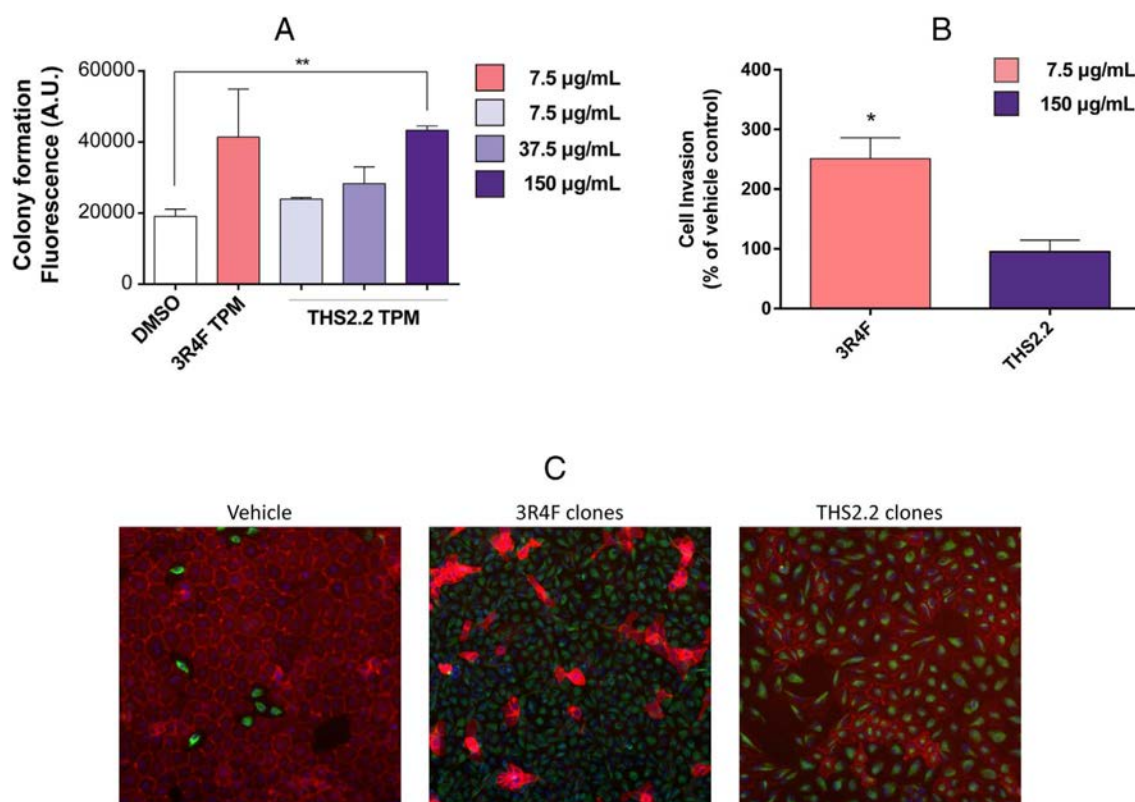 A
Colony formation
Fluorescence (A.U.)
60000
40000
20000
0
**
DMSO
3R4F TPM
THS2.2 TPM
7.5 µg/mL
7.5 µg/mL
37.5 µg/mL
150 µg/mL
B
Cell Invasion
(% of vehicle control)
400
300
200
100
0
*
3R4F
THS2.2
7.5 µg/mL
150 µg/mL
C
Vehicle
3R4F clones
THS2.2 clones